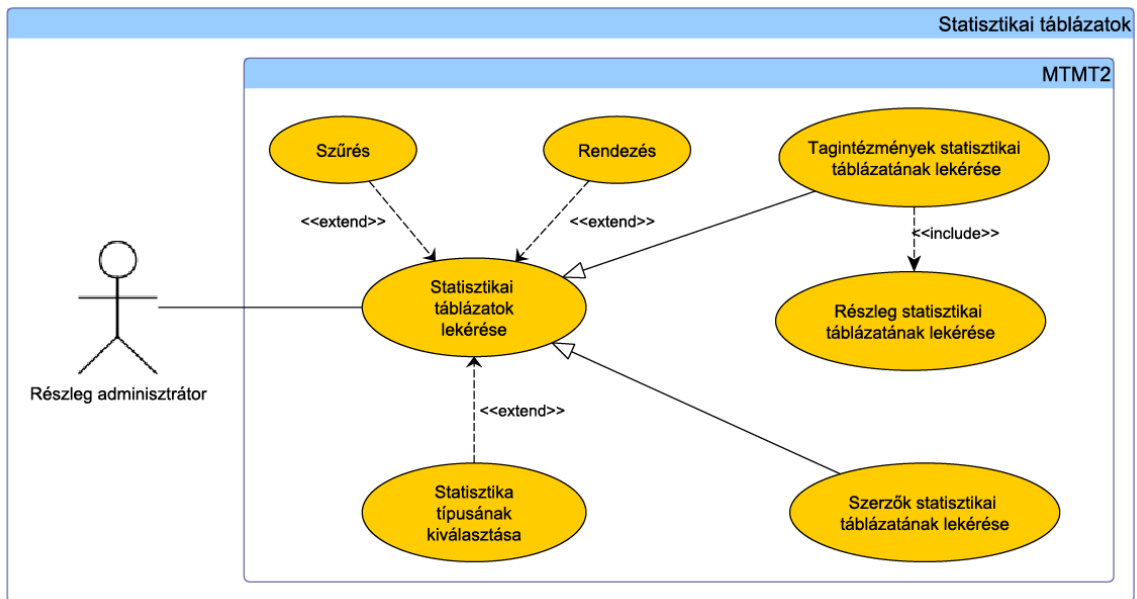 Statisztikai táblázatok
MTMT2
Szűrés
Rendezés
Tagintézmények statisztikai
táblázatának lekérése
<<extend>>
<<extend>>
<<include>>
Statisztikai
táblázatok
lekérése
Részleg statisztikai
táblázatának lekérése
Részleg adminisztrátor
<<extend>>
Statisztika
típusának
kiválasztása
Szerzők statisztikai
táblázatának lekérése